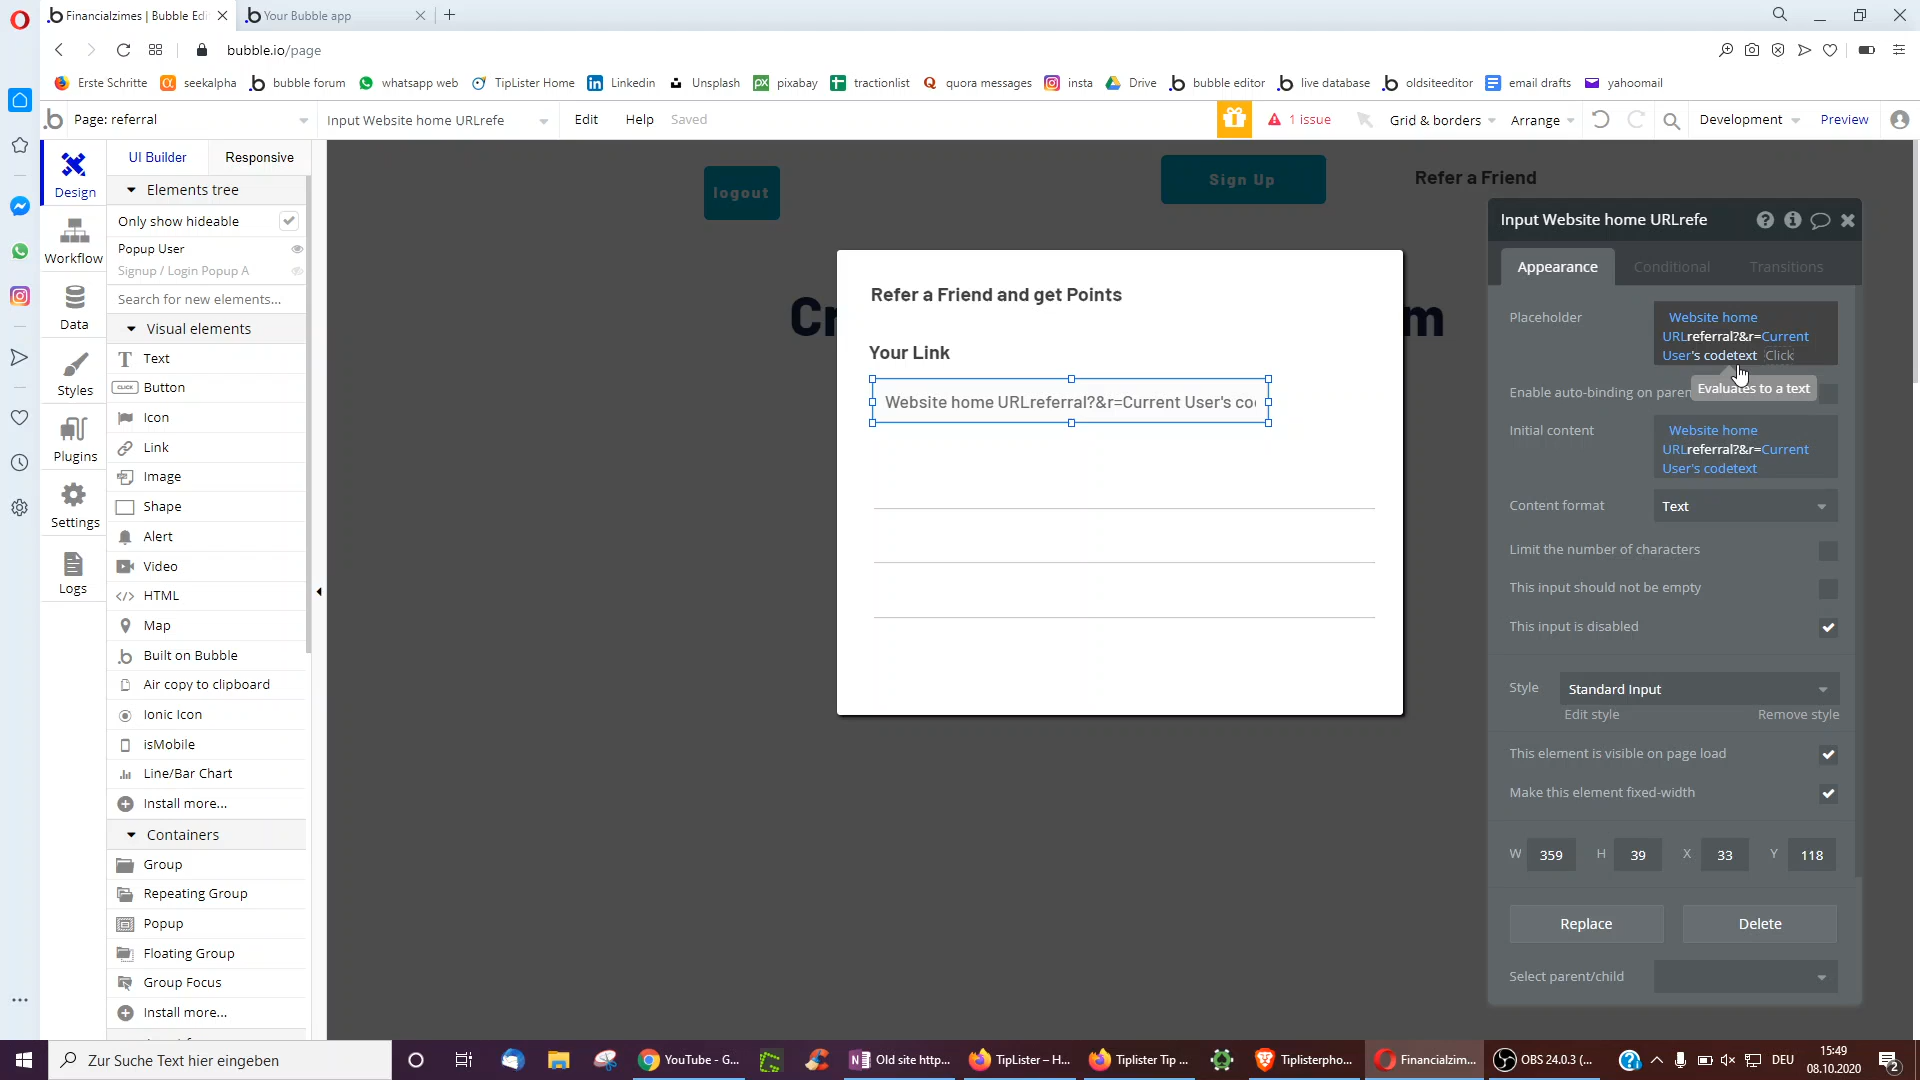 Financialzimes | Bubble Edi
Your Bubble app
bubble.io/page
Erste Schritte
seekalpha
bubble forum
whatsapp web
TipLister Home
Linkedin
Unsplash
pixabay
tractionlist
quora messages
insta
Drive
bubble editor
live database
oldsiteeditor
email drafts
yahoomail
Page: referral
Input Website home URLrefe
Edit
Help
Saved
1 issue
Grid & borders
Arrange
Development
Preview
Design
Workflow
Data
Styles
Plugins
Settings
Logs
UI Builder
Responsive
Elements tree
Only show hideable
Popup User
Signup / Login Popup A
Search for new elements...
Visual elements
Text
CLICK Button
Icon
Link
Image
Shape
Alert
Video
HTML
Map
Built on Bubble
Air copy to clipboard
Ionic Icon
isMobile
Line/Bar Chart
Install more...
Containers
Group
Repeating Group
Popup
Floating Group
Group Focus
Install more...
logout
Sign Up
Refer a Friend
Cr
m
Refer a Friend and get Points
Your Link
Website home URLreferral?&r=Current User's co
Input Website home URLrefe
Appearance
Conditional
Transitions
Placeholder
Website home
URLreferral?&r=Current
User's codetext Click
Evaluates to a text
Enable auto-binding on paren
Initial content
Website home
URLreferral?&r=Current
User's codetext
Content format
Text
Limit the number of characters
This input should not be empty
This input is disabled
Style
Standard Input
Edit style
Remove style
This element is visible on page load
Make this element fixed-width
W 359
H 39
X 33
Y 118
Replace
Delete
Select parent/child
Zur Suche Text hier eingeben
YouTube - G...
Old site http...
TipLister – H...
Tiplister Tip ...
Tiplisterpho...
Financialzim...
OBS 24.0.3 (...
DEU
15:49
08.10.2020
2